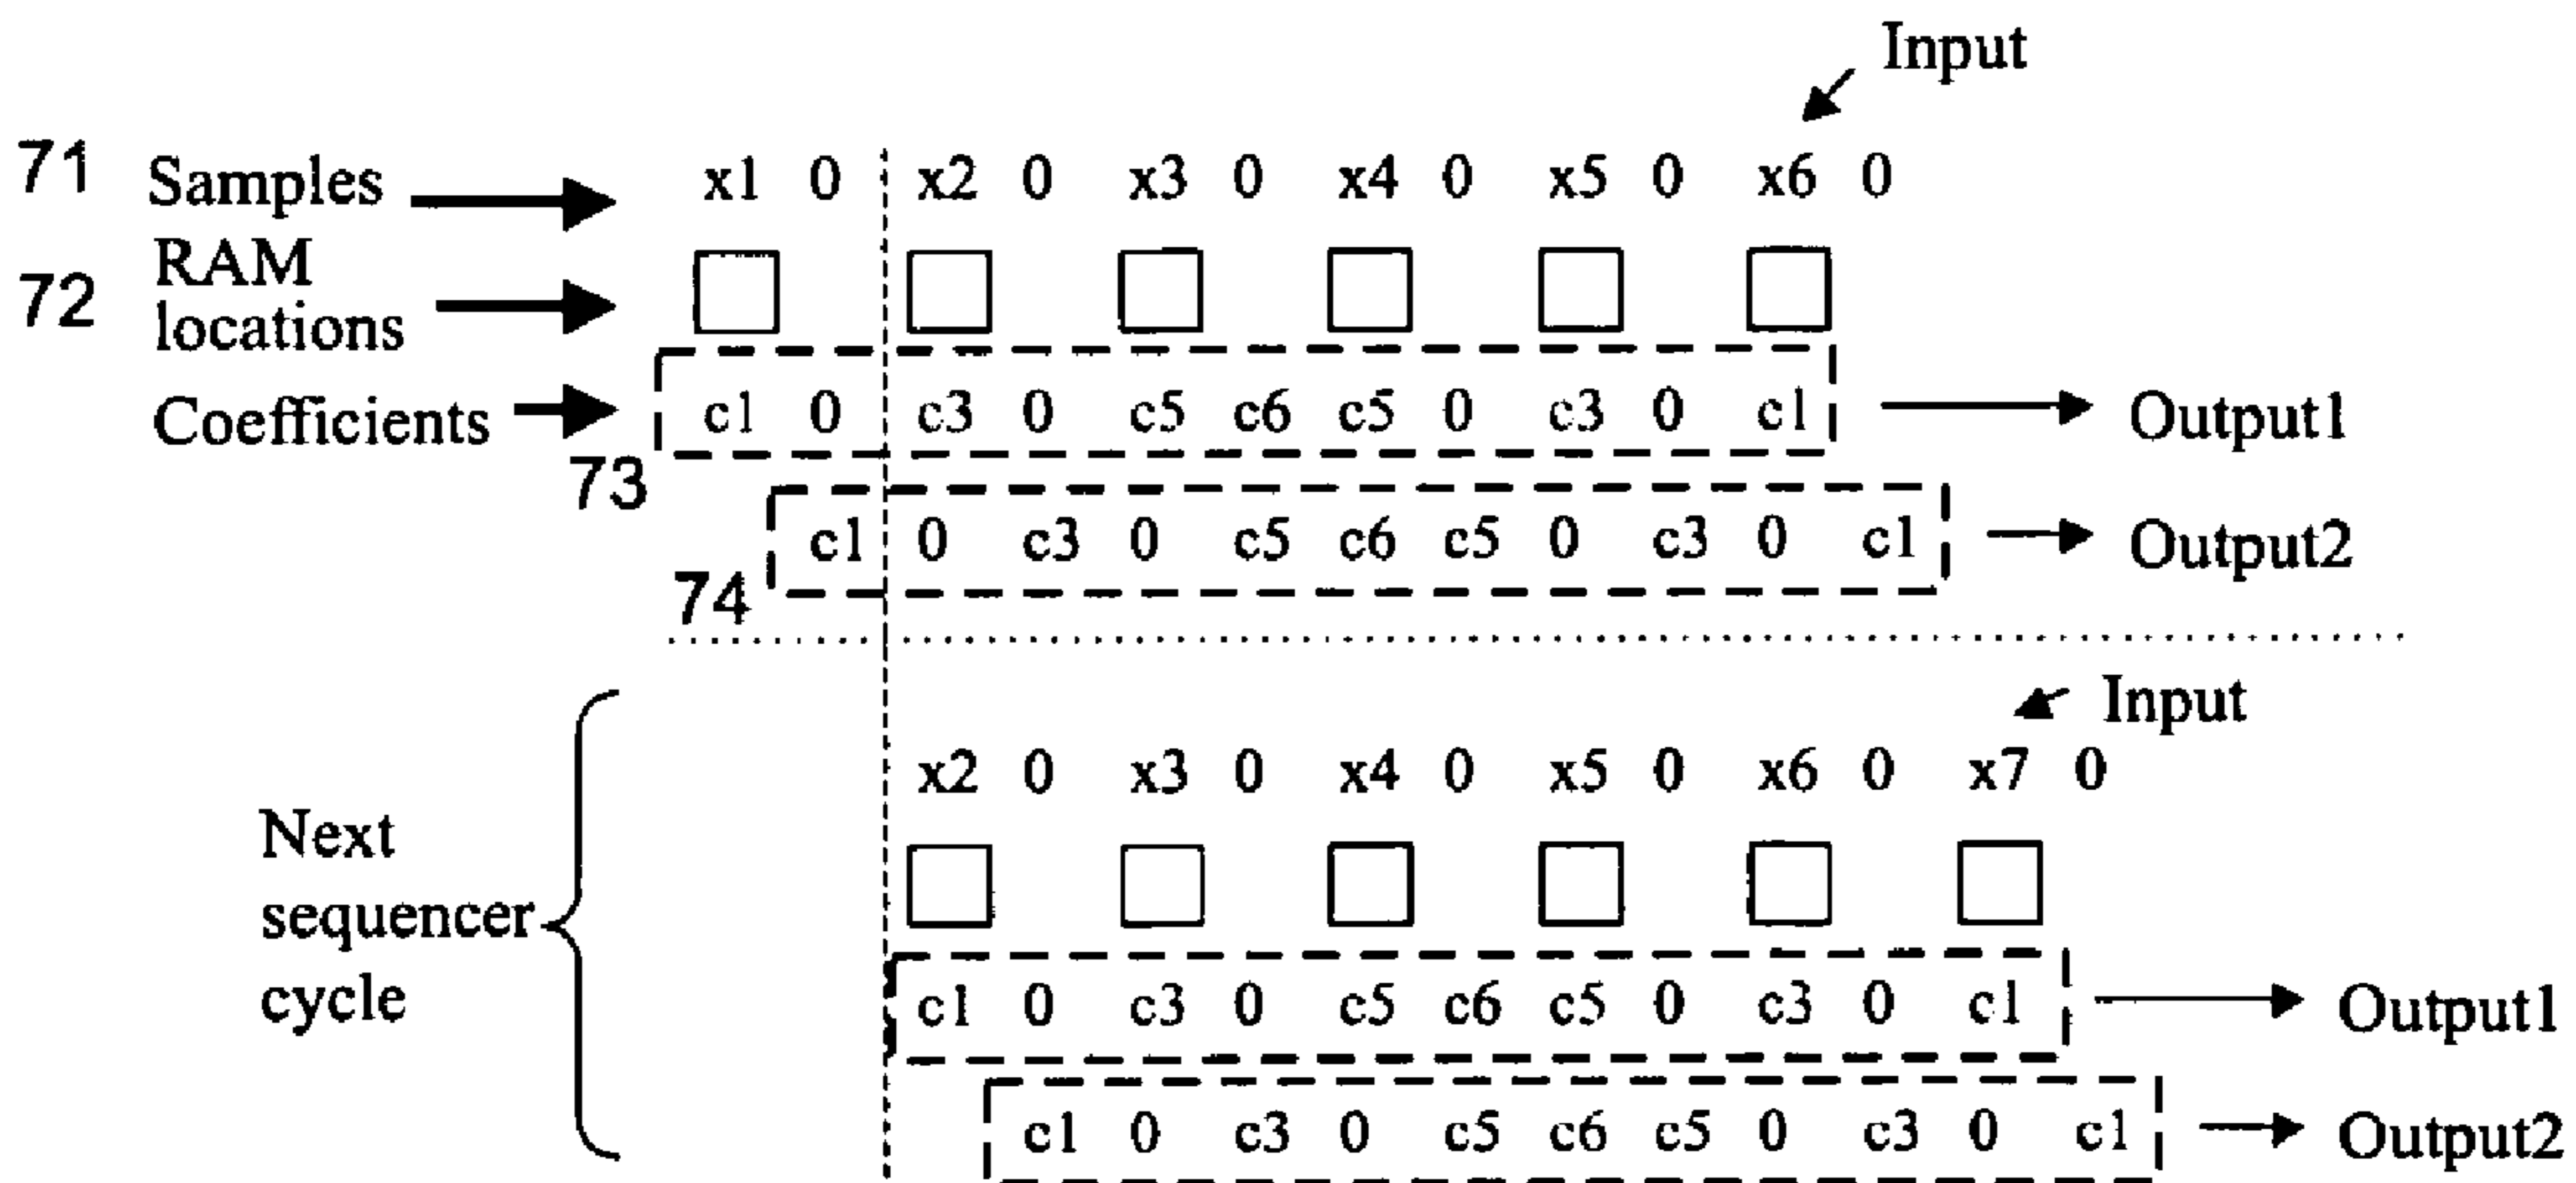 Input
71 Samples x1 0 x2 0 x3 0 x4 0 x5 0 x6 0
72 RAM locations
Coefficients c1 0 c3 0 c5 c6 c5 0 c3 0 c1 Output1
73
c1 0 c3 0 c5 c6 c5 0 c3 0 c1 Output2
74
Input
x2 0 x3 0 x4 0 x5 0 x6 0 x7 0
Next
sequencer
cycle
c1 0 c3 0 c5 c6 c5 0 c3 0 c1 Output1
c1 0 c3 0 c5 c6 c5 0 c3 0 c1 Output2